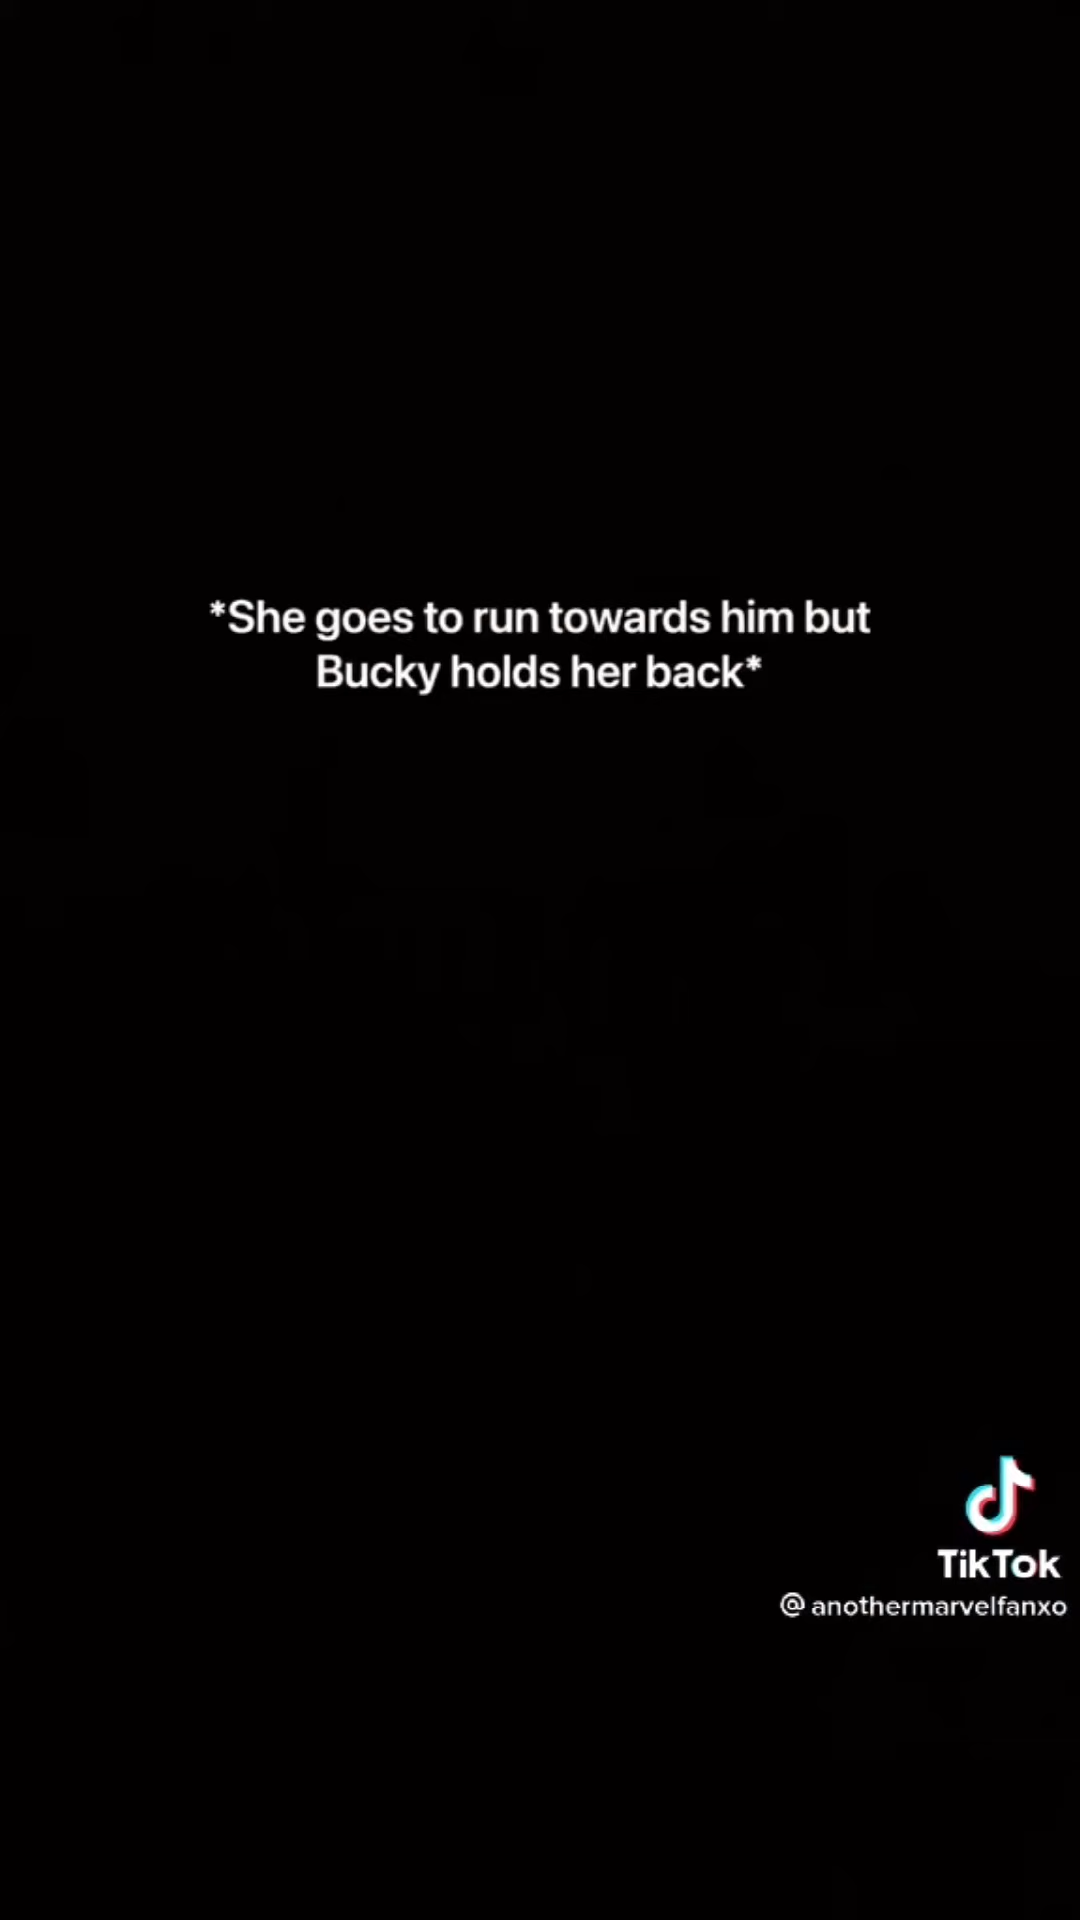 *She goes to run towards him but
Bucky holds her back*
TikTok
@anothermarvelfanxo